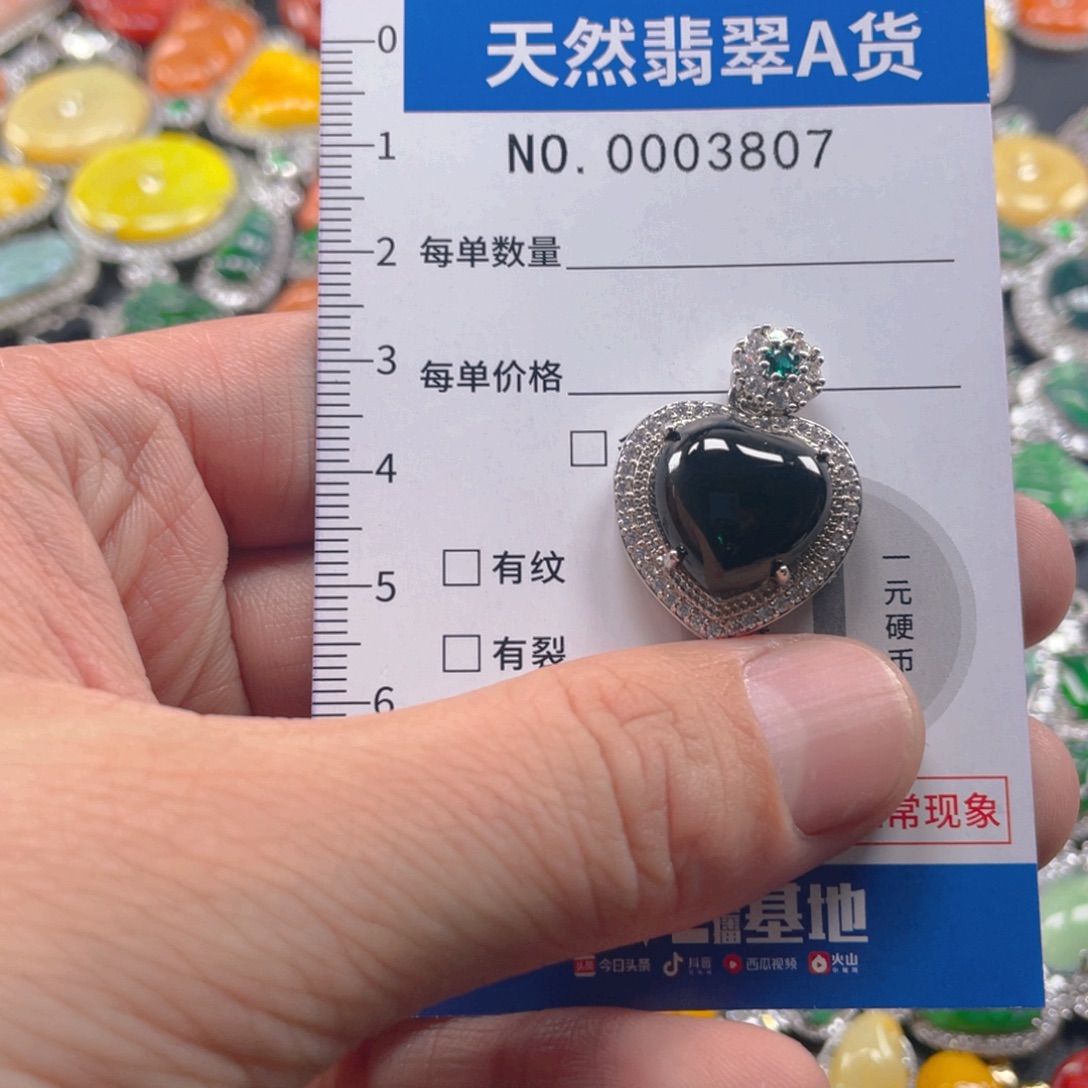 天然翡翠A货
0
1
NO. 0003807
2
每单数量
3
每单价格
4
5
有纹
一元硬币
有裂
6
常现象
基地
头条 今日头条 抖音 西瓜视频 火山